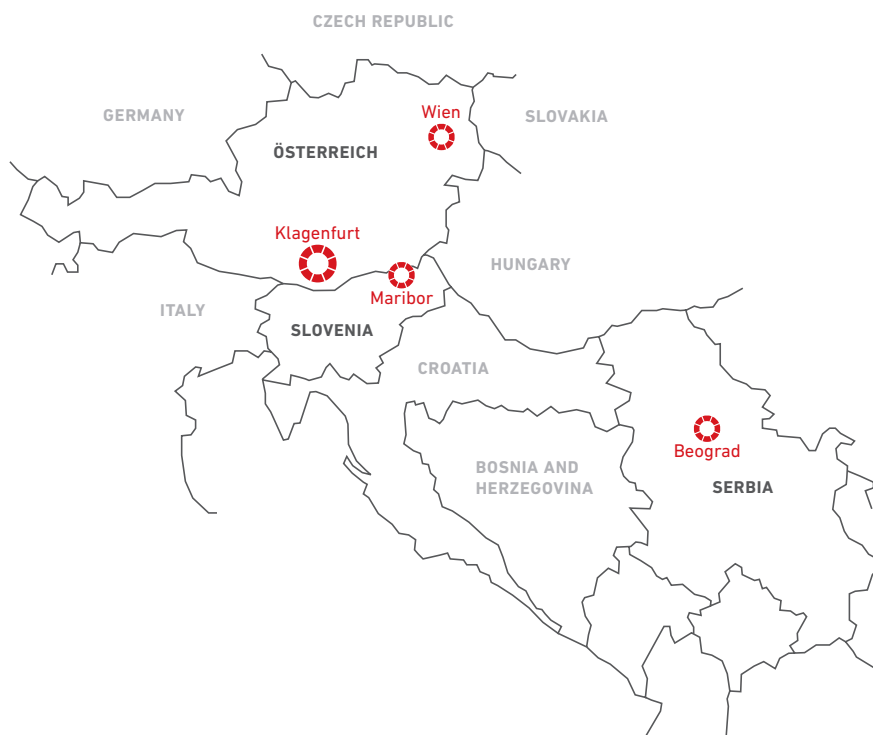 CZECH REPUBLIC
GERMANY
Wien
SLOVAKIA
ÖSTERREICH
Klagenfurt
HUNGARY
Maribor
ITALY
SLOVENIA
CROATIA
Beograd
BOSNIA AND
HERZEGOVINA
SERBIA